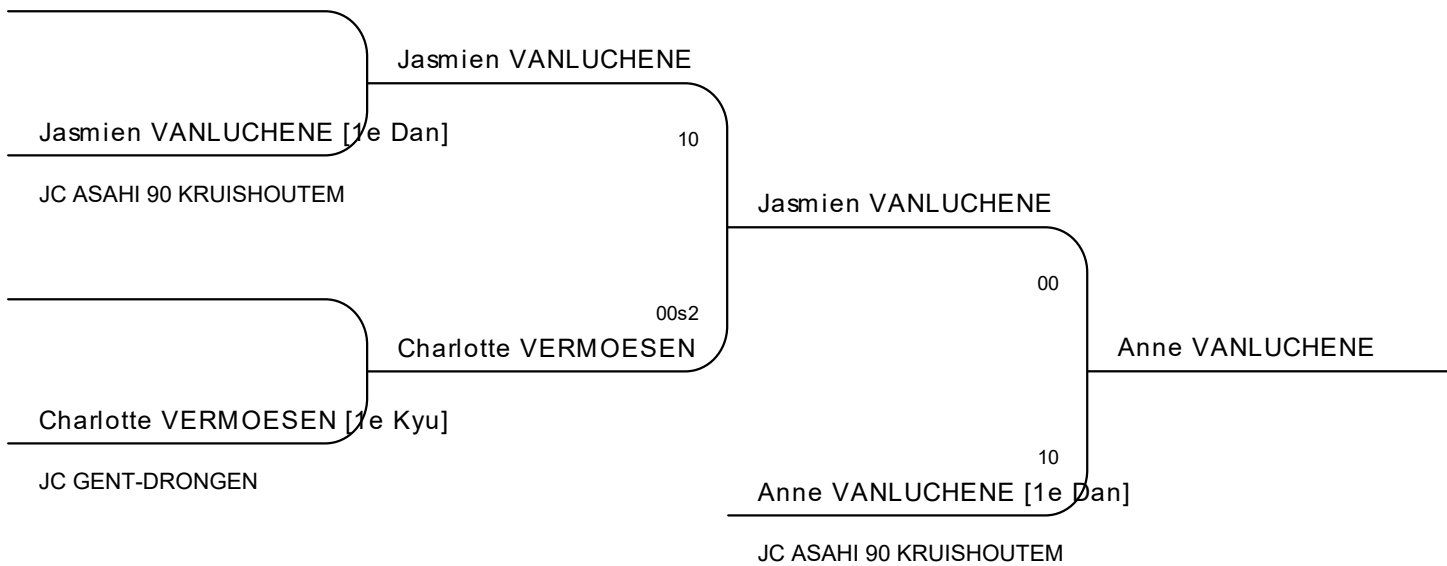 Jasmien VANLUCHENE
Jasmien VANLUCHENE [1e Dan]
10
JC ASAHI 90 KRUISHOUTEM
Jasmien VANLUCHENE
00
00s2
Charlotte VERMOESEN
Anne VANLUCHENE
Charlotte VERMOESEN [1e Kyu]
10
JC GENT-DRONGEN
Anne VANLUCHENE [1e Dan]
JC ASAHI 90 KRUISHOUTEM